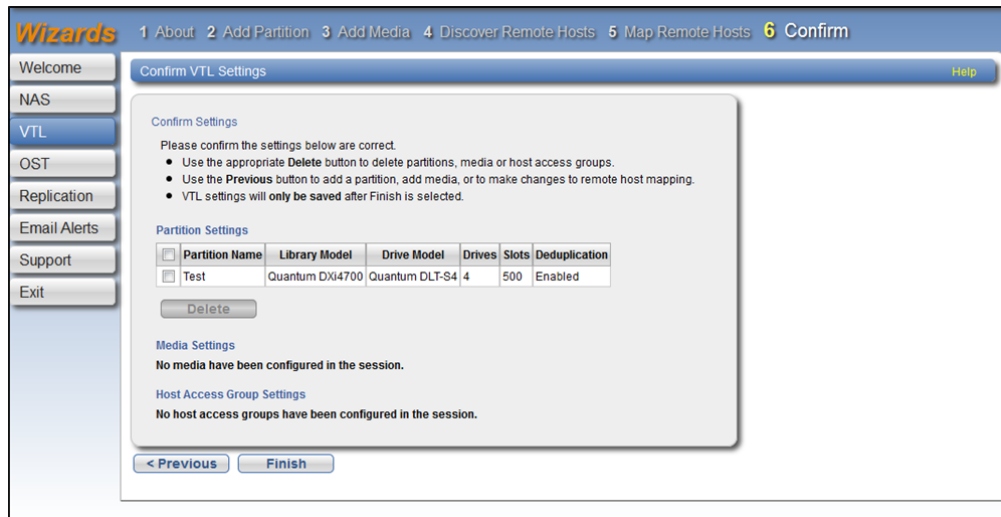 Wizards
1 About 2 Add Partition 3 Add Media 4 Discover Remote Hosts 5 Map Remote Hosts 6 Confirm
Welcome
NAS
VTL
OST
Replication
Email Alerts
Support
Exit
Confirm VTL Settings
Help
Confirm Settings
Please confirm the settings below are correct.
• Use the appropriate Delete button to delete partitions, media or host access groups.
• Use the Previous button to add a partition, add media, or to make changes to remote host mapping.
• VTL settings will only be saved after Finish is selected.
Partition Settings
Partition Name Library Model Drive Model Drives Slots Deduplication
Test Quantum DXi4700 Quantum DLT-S4 4 500 Enabled
Delete
Media Settings
No media have been configured in the session.
Host Access Group Settings
No host access groups have been configured in the session.
< Previous Finish